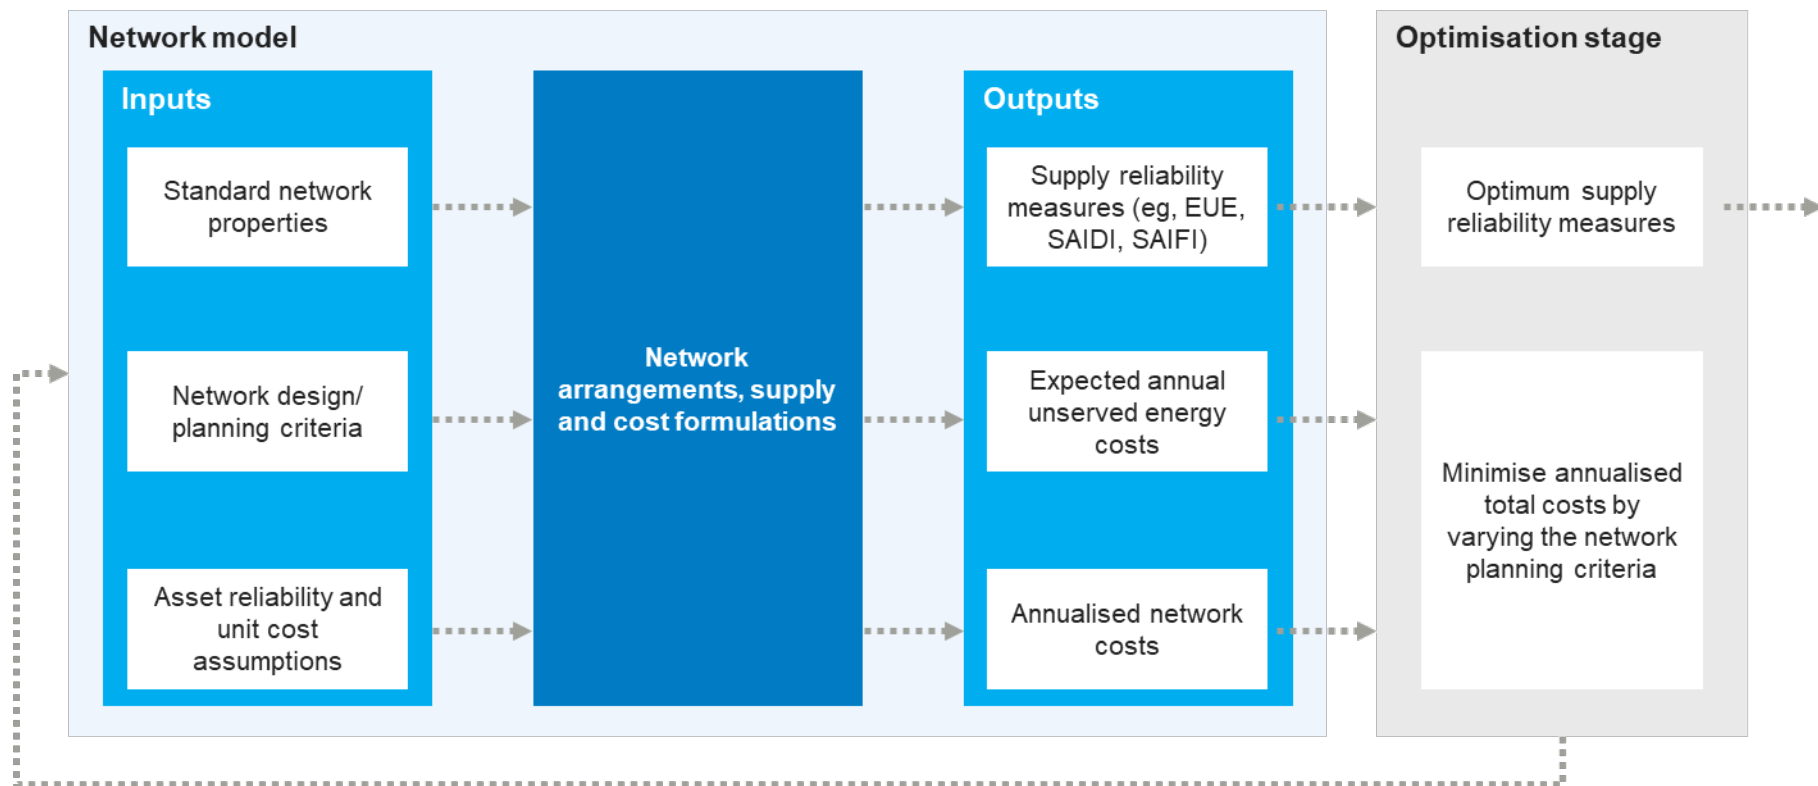 Network model
Inputs
Standard network
properties
Network design/
planning criteria
Asset reliability and
unit cost
assumptions
Network
arrangements, supply
and cost formulations
Outputs
Supply reliability
measures (eg, EUE,
SAIDI, SAIFI)
Expected annual
unserved energy
costs
Annualised network
costs
Optimisation stage
Optimum supply
reliability measures
Minimise annualised
total costs by
varying the network
planning criteria